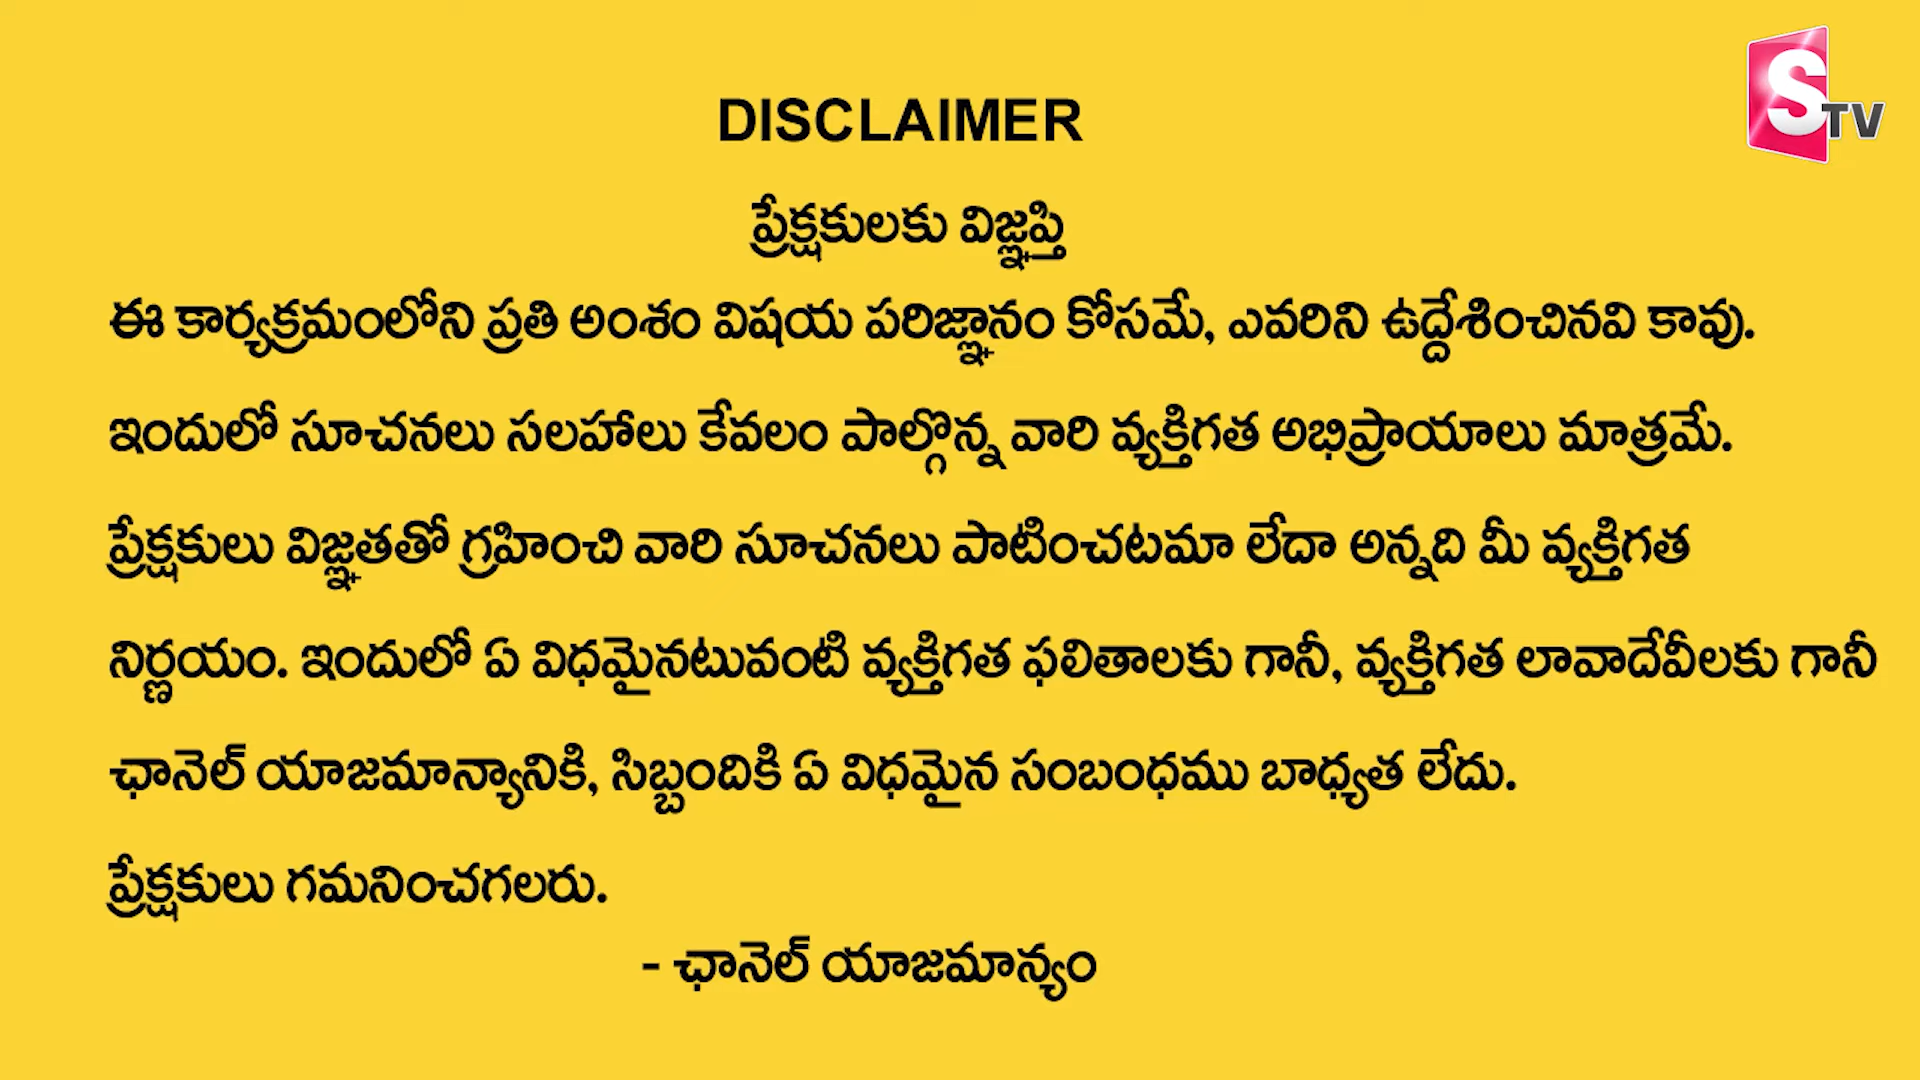 STV
DISCLAIMER
ప్రేక్షకులకు విజ్ఞప్తి
ఈ కార్యక్రమంలోని ప్రతి అంశం విషయ పరిజ్ఞానం కోసమే, ఎవరిని ఉద్దేశించినవి కావు.
ఇందులో సూచనలు సలహాలు కేవలం పాల్గొన్న వారి వ్యక్తిగత అభిప్రాయాలు మాత్రమే.
ప్రేక్షకులు విజ్ఞతతో గ్రహించి వారి సూచనలు పాటించటమా లేదా అన్నది మీ వ్యక్తిగత
నిర్ణయం. ఇందులో ఏ విధమైనటువంటి వ్యక్తిగత ఫలితాలకు గానీ, వ్యక్తిగత లావాదేవీలకు గానీ
ఛానెల్ యాజమాన్యానికి, సిబ్బందికి ఏ విధమైన సంబంధము బాధ్యత లేదు.
ప్రేక్షకులు గమనించగలరు.
- ఛానెల్ యాజమాన్యం